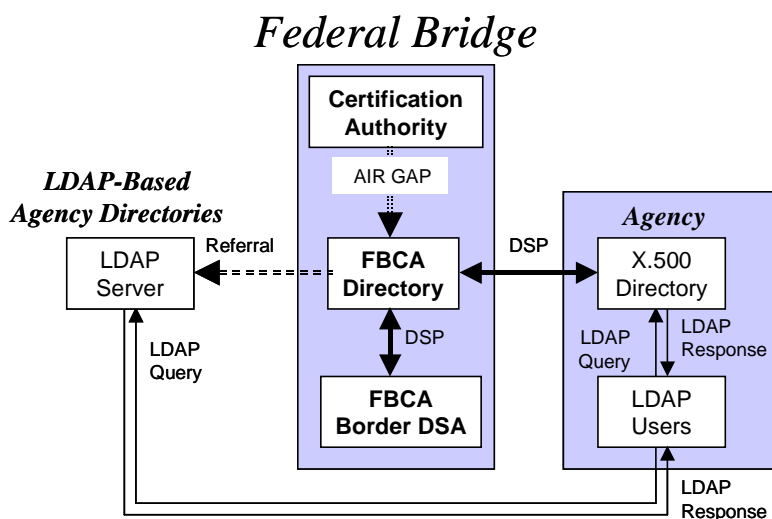 Federal Bridge
Certification
Authority
AIR GAP
LDAP-Based
Agency Directories
Agency
Referral
DSP
LDAP
Server
FBCA
Directory
X.500
Directory
LDAP
Query
DSP
LDAP
Query
LDAP
Response
FBCA
Border DSA
LDAP
Users
LDAP
Response